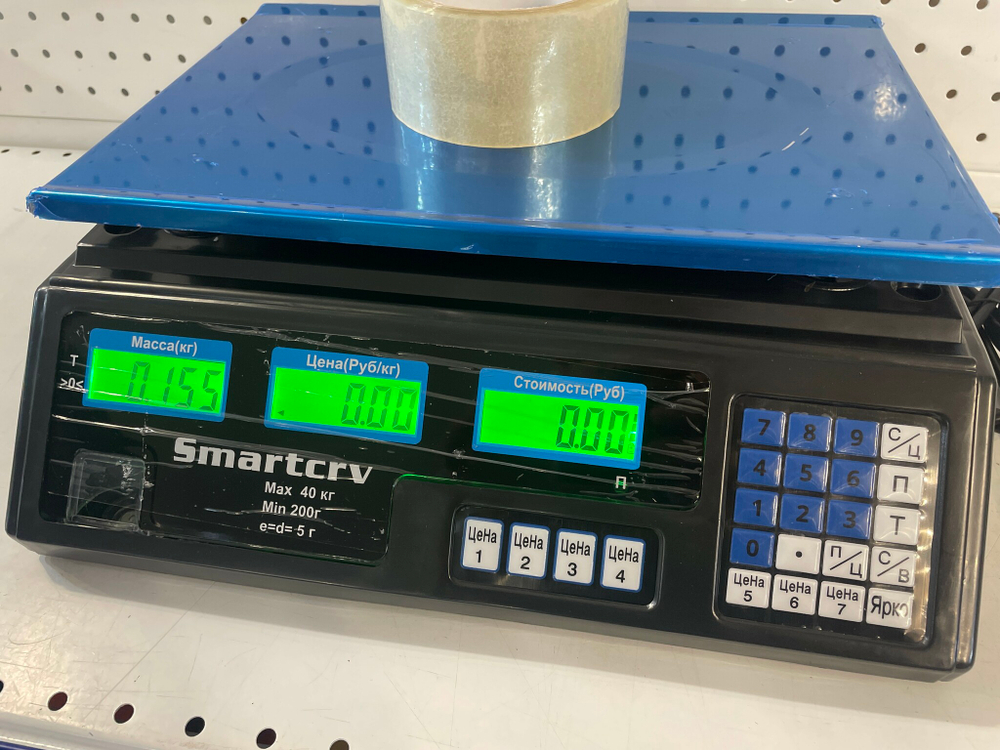 Масса(кг)
Цена(Руб/кг)
Стоимость(Руб)
T
>0<
0.155
0.00
0.00
П
Smartcrv
Max 40 кг
Min 200г
e=d= 5 г
Цена 1
Цена 2
Цена 3
Цена 4
7 8 9 С/Ц
4 5 6 П
1 2 3 Т
0 • П/Ц С/В
Цена 5
Цена 6
Цена 7
Ярко